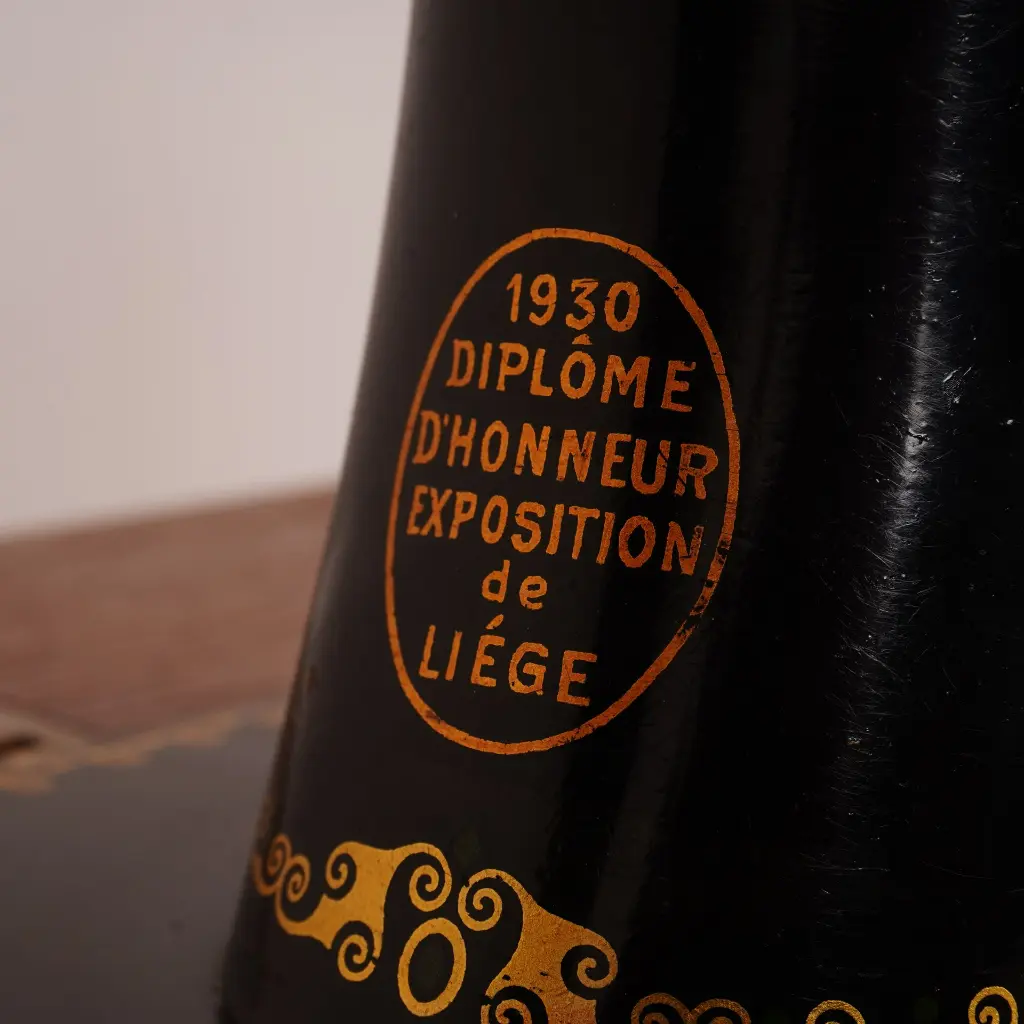 1930
DIPLÔME
D'HONNEUR
EXPOSITION
de
LIÉGE